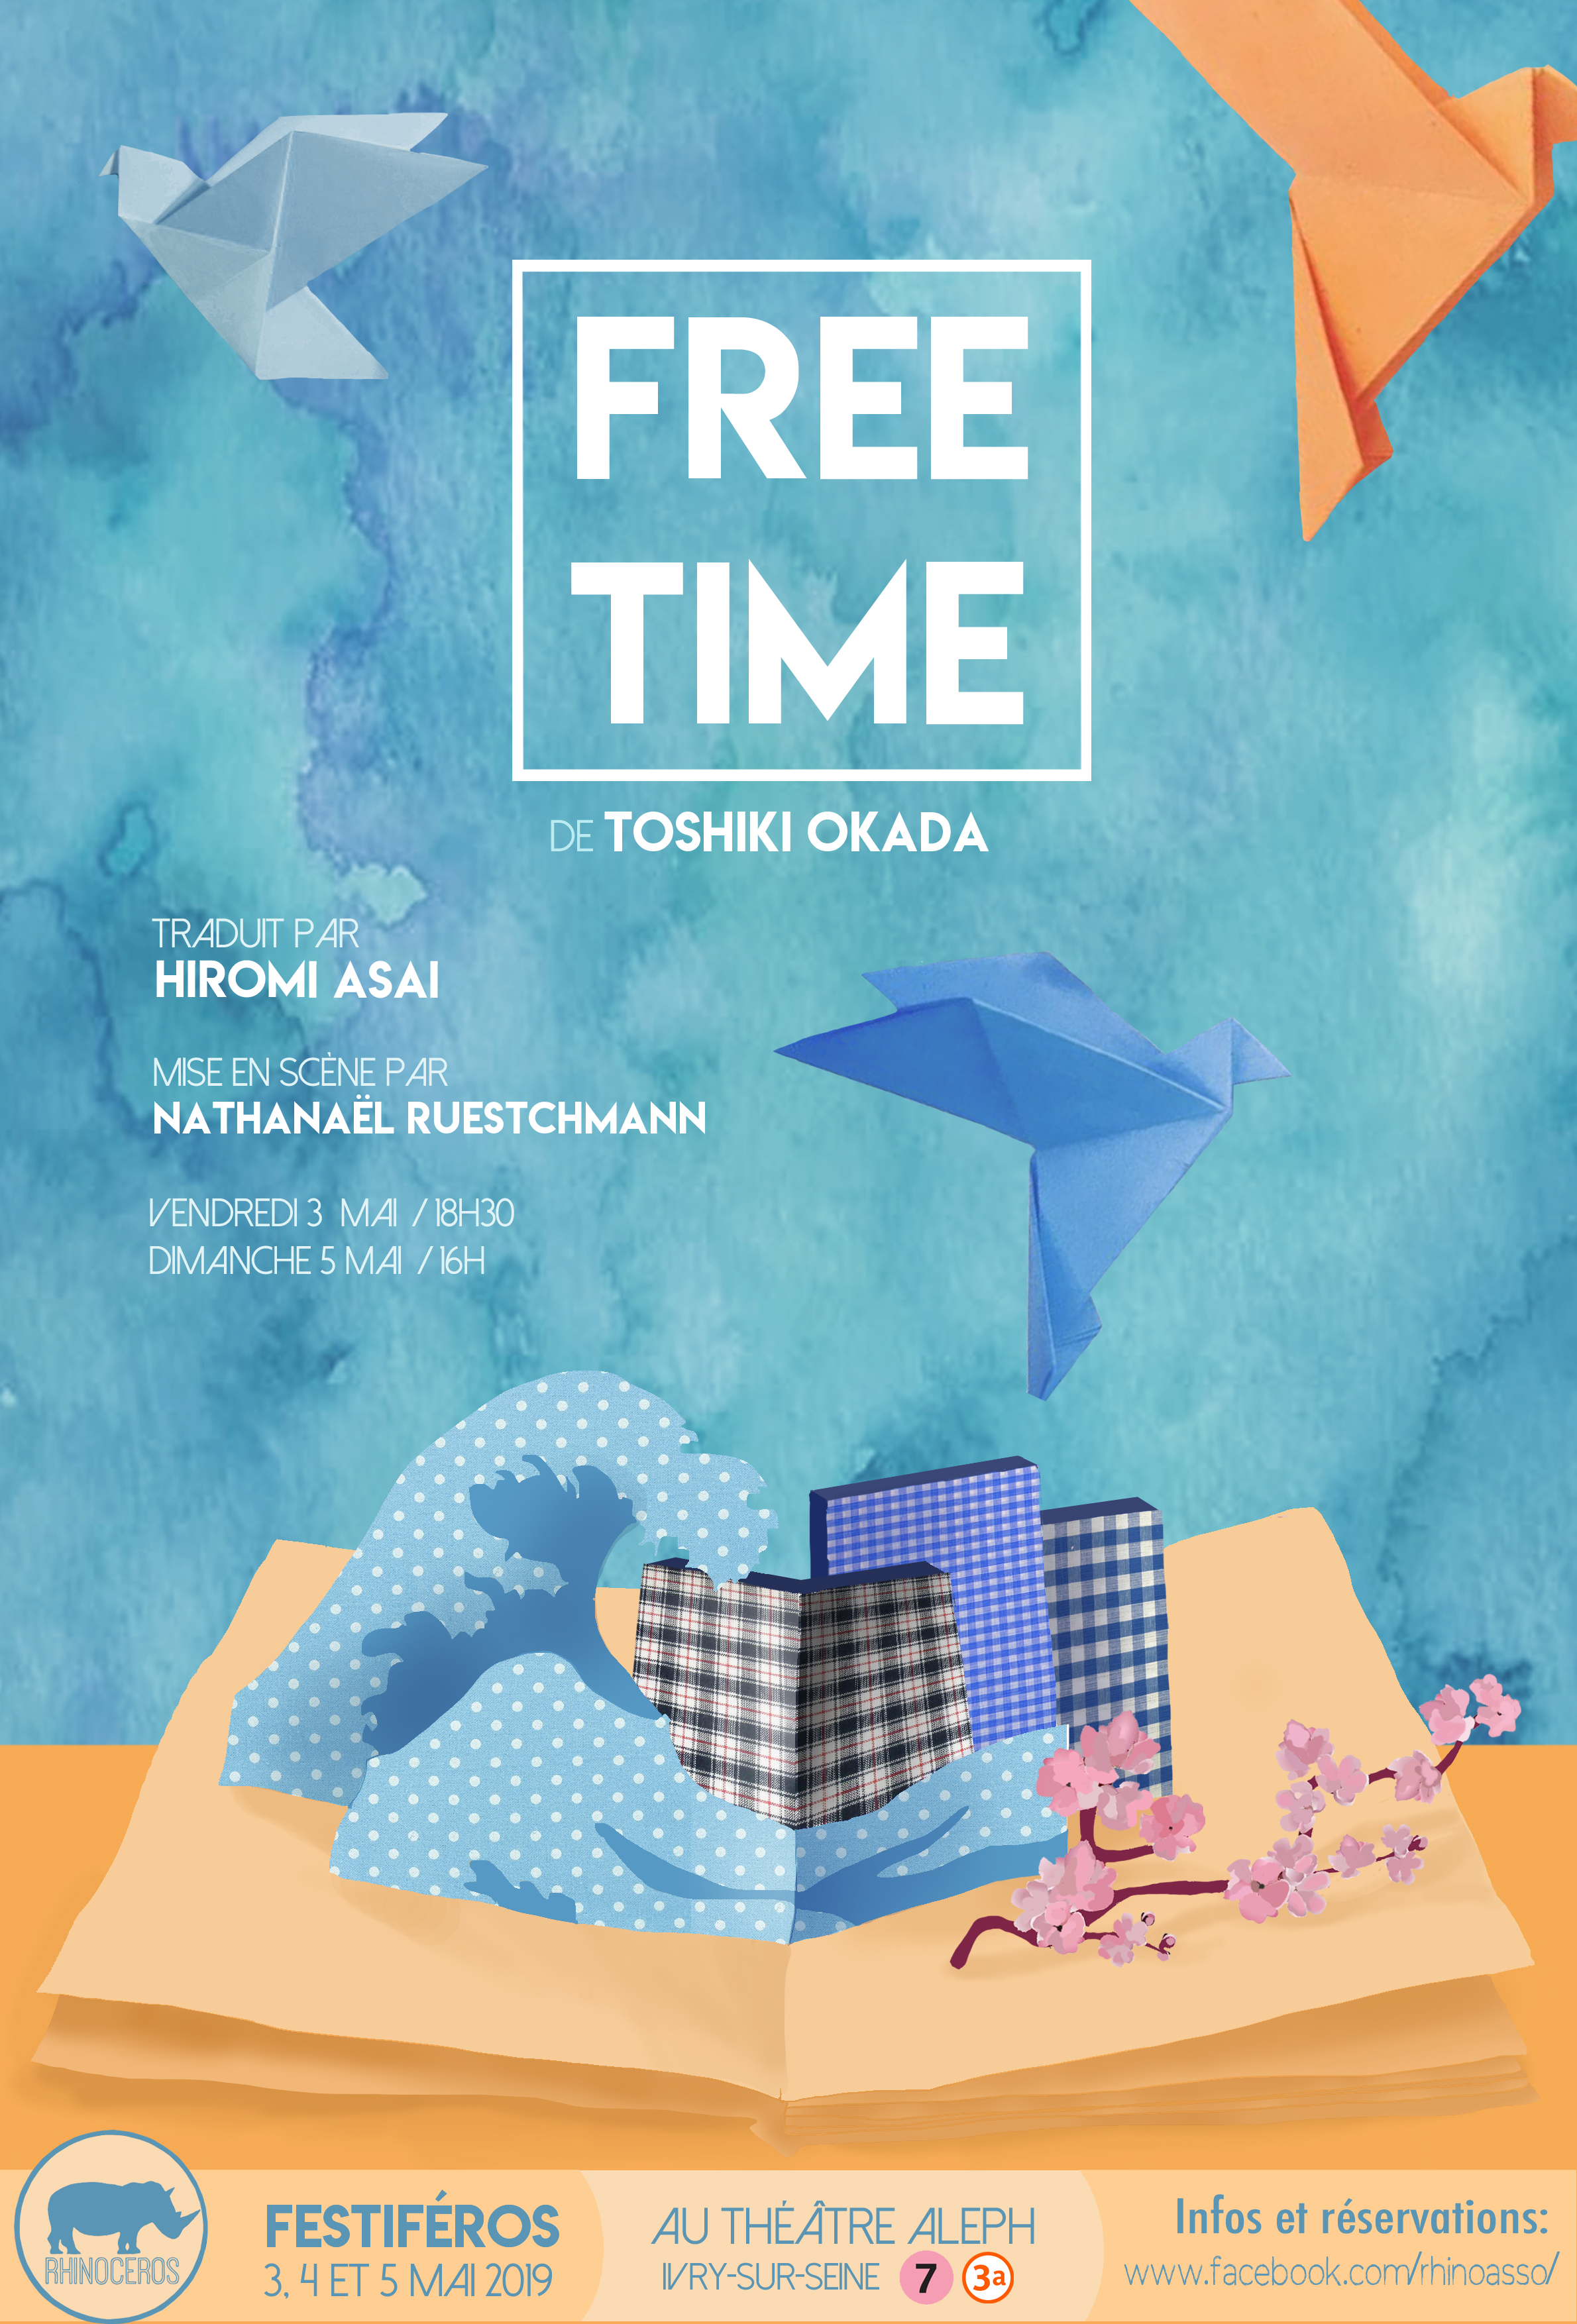 FREE
TIME
DE TOSHIKI OKADA
TRADUIT PAR
HIROMI ASAI
MISE EN SCÈNE PAR
NATHANAËL RUESTCHMANN
VENDREDI 3 MAI / 18H30
DIMANCHE 5 MAI / 16H
RHINOCEROS
FESTIFÉROS
3, 4 ET 5 MAI 2019
AU THÉÂTRE ALEPH
IVRY-SUR-SEINE 7 3a
Infos et réservations:
www.facebook.com/rhinoasso/